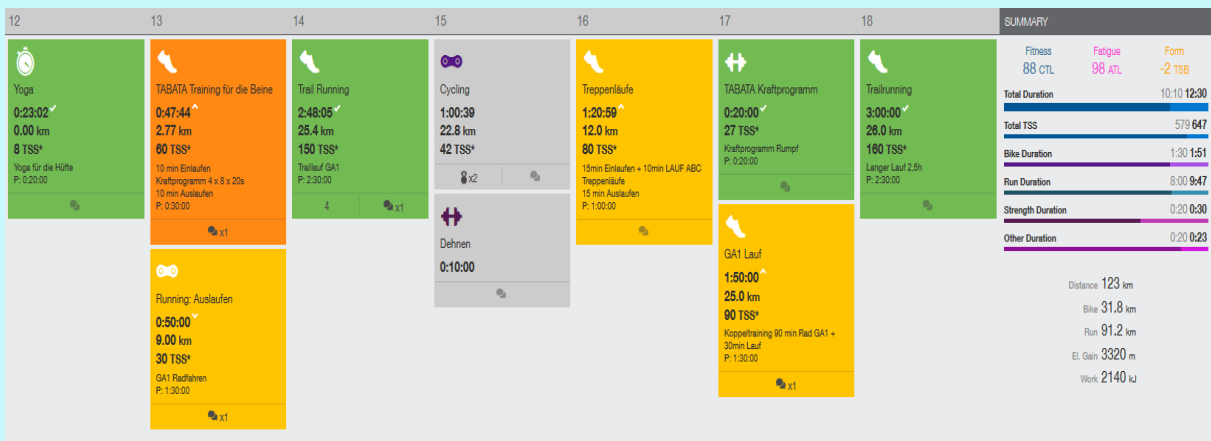 12
13
14
15
16
17
18
SUMMARY
Yoga
0:23:02
0.00 km
8 TSS*
Yoga für die Hüfte
P: 0:20:00
TABATA Training für die Beine
0:47:44
2.77 km
60 TSS*
10 min Einlaufen
Kraftprogramm 4 x 8 x 20s
10 min Auslaufen
P: 0:30:00
x1
Running: Auslaufen
0:50:00
9.00 km
30 TSS*
GA1 Radfahren
P: 1:30:00
x1
Trail Running
2:48:05
25.4 km
150 TSS*
Traillauf GA1
P: 2:30:00
4
x1
Cycling
1:00:39
22.8 km
42 TSS*
x2
Dehnen
0:10:00
Treppenläufe
1:20:59
12.0 km
80 TSS*
15min Einlaufen + 10min LAUF ABC
Treppenläufe
15 min Auslaufen
P: 1:00:00
TABATA Kraftprogramm
0:20:00
27 TSS*
Kraftprogramm Rumpf
P: 0:20:00
GA1 Lauf
1:50:00
25.0 km
90 TSS*
Koppeltraining 90 min Rad GA1 +
30min Lauf
P: 1:30:00
x1
Trailrunning
3:00:00
26.0 km
160 TSS*
Langer Lauf 2,5h
P: 2:30:00
Fitness Fatigue Form
88 CTL 98 ATL -2 TSB
Total Duration 10:10 12:30
Total TSS 579 647
Bike Duration 1:30 1:51
Run Duration 8:00 9:47
Strength Duration 0:20 0:30
Other Duration 0:20 0:23
Distance 123 km
Bike 31.8 km
Run 91.2 km
El. Gain 3320 m
Work 2140 kJ